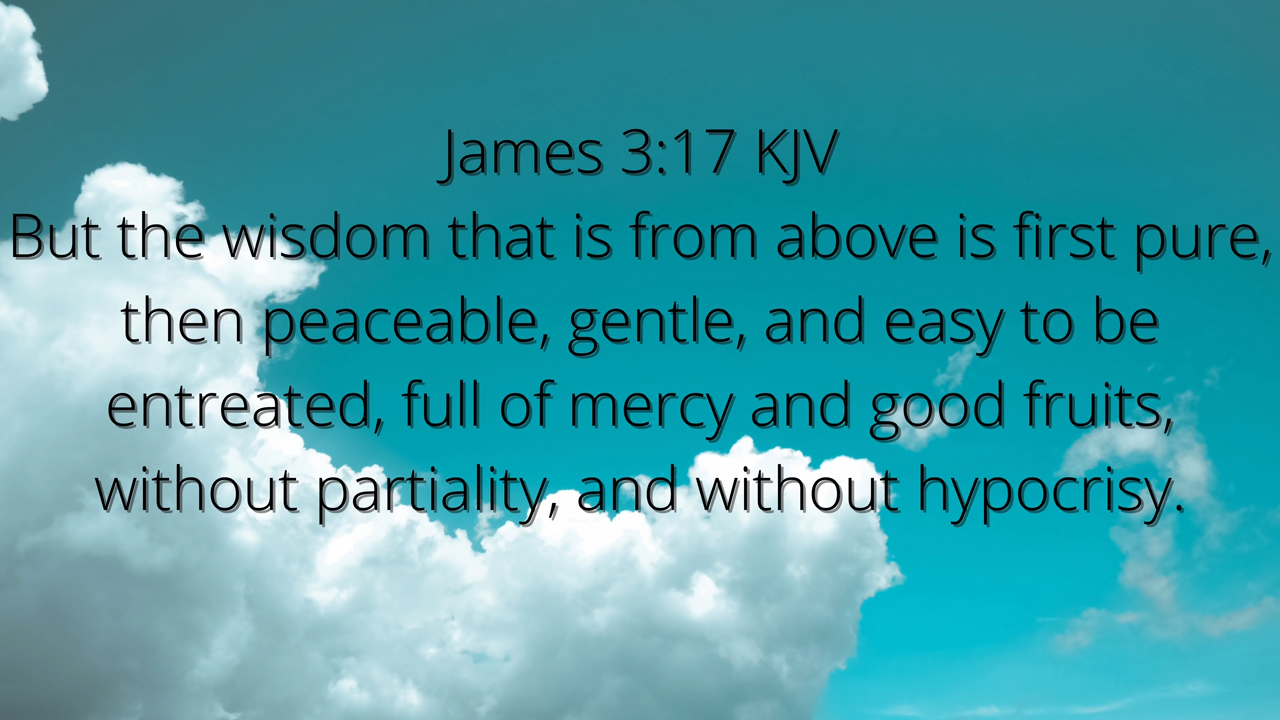 James 3:17 KJV
But the wisdom that is from above is first pure,
then peaceable, gentle, and easy to be
entreated, full of mercy and good fruits,
without partiality, and without hypocrisy.